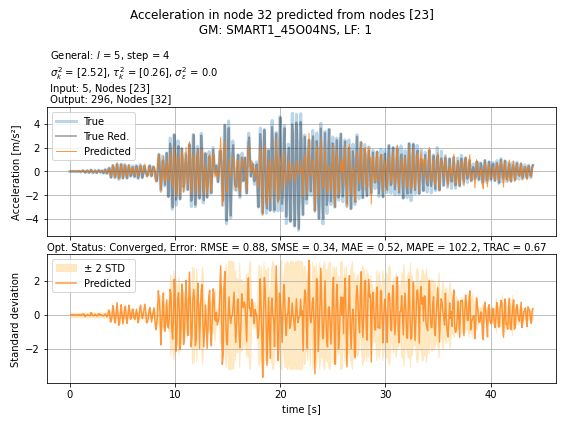 Acceleration in node 32 predicted from nodes [23]
GM: SMART1_45O04NS, LF: 1
General: l = 5, step = 4
σ²ₖ = [2.52], τ²ₖ = [0.26], σ²ε = 0.0
Input: 5, Nodes [23]
Output: 296, Nodes [32]
Acceleration [m/s²]
4
2
0
−2
−4
True
True Red.
Predicted
Opt. Status: Converged, Error: RMSE = 0.88, SMSE = 0.34, MAE = 0.52, MAPE = 102.2, TRAC = 0.67
Standard deviation
2
0
−2
± 2 STD
Predicted
0 10 20 30 40
time [s]